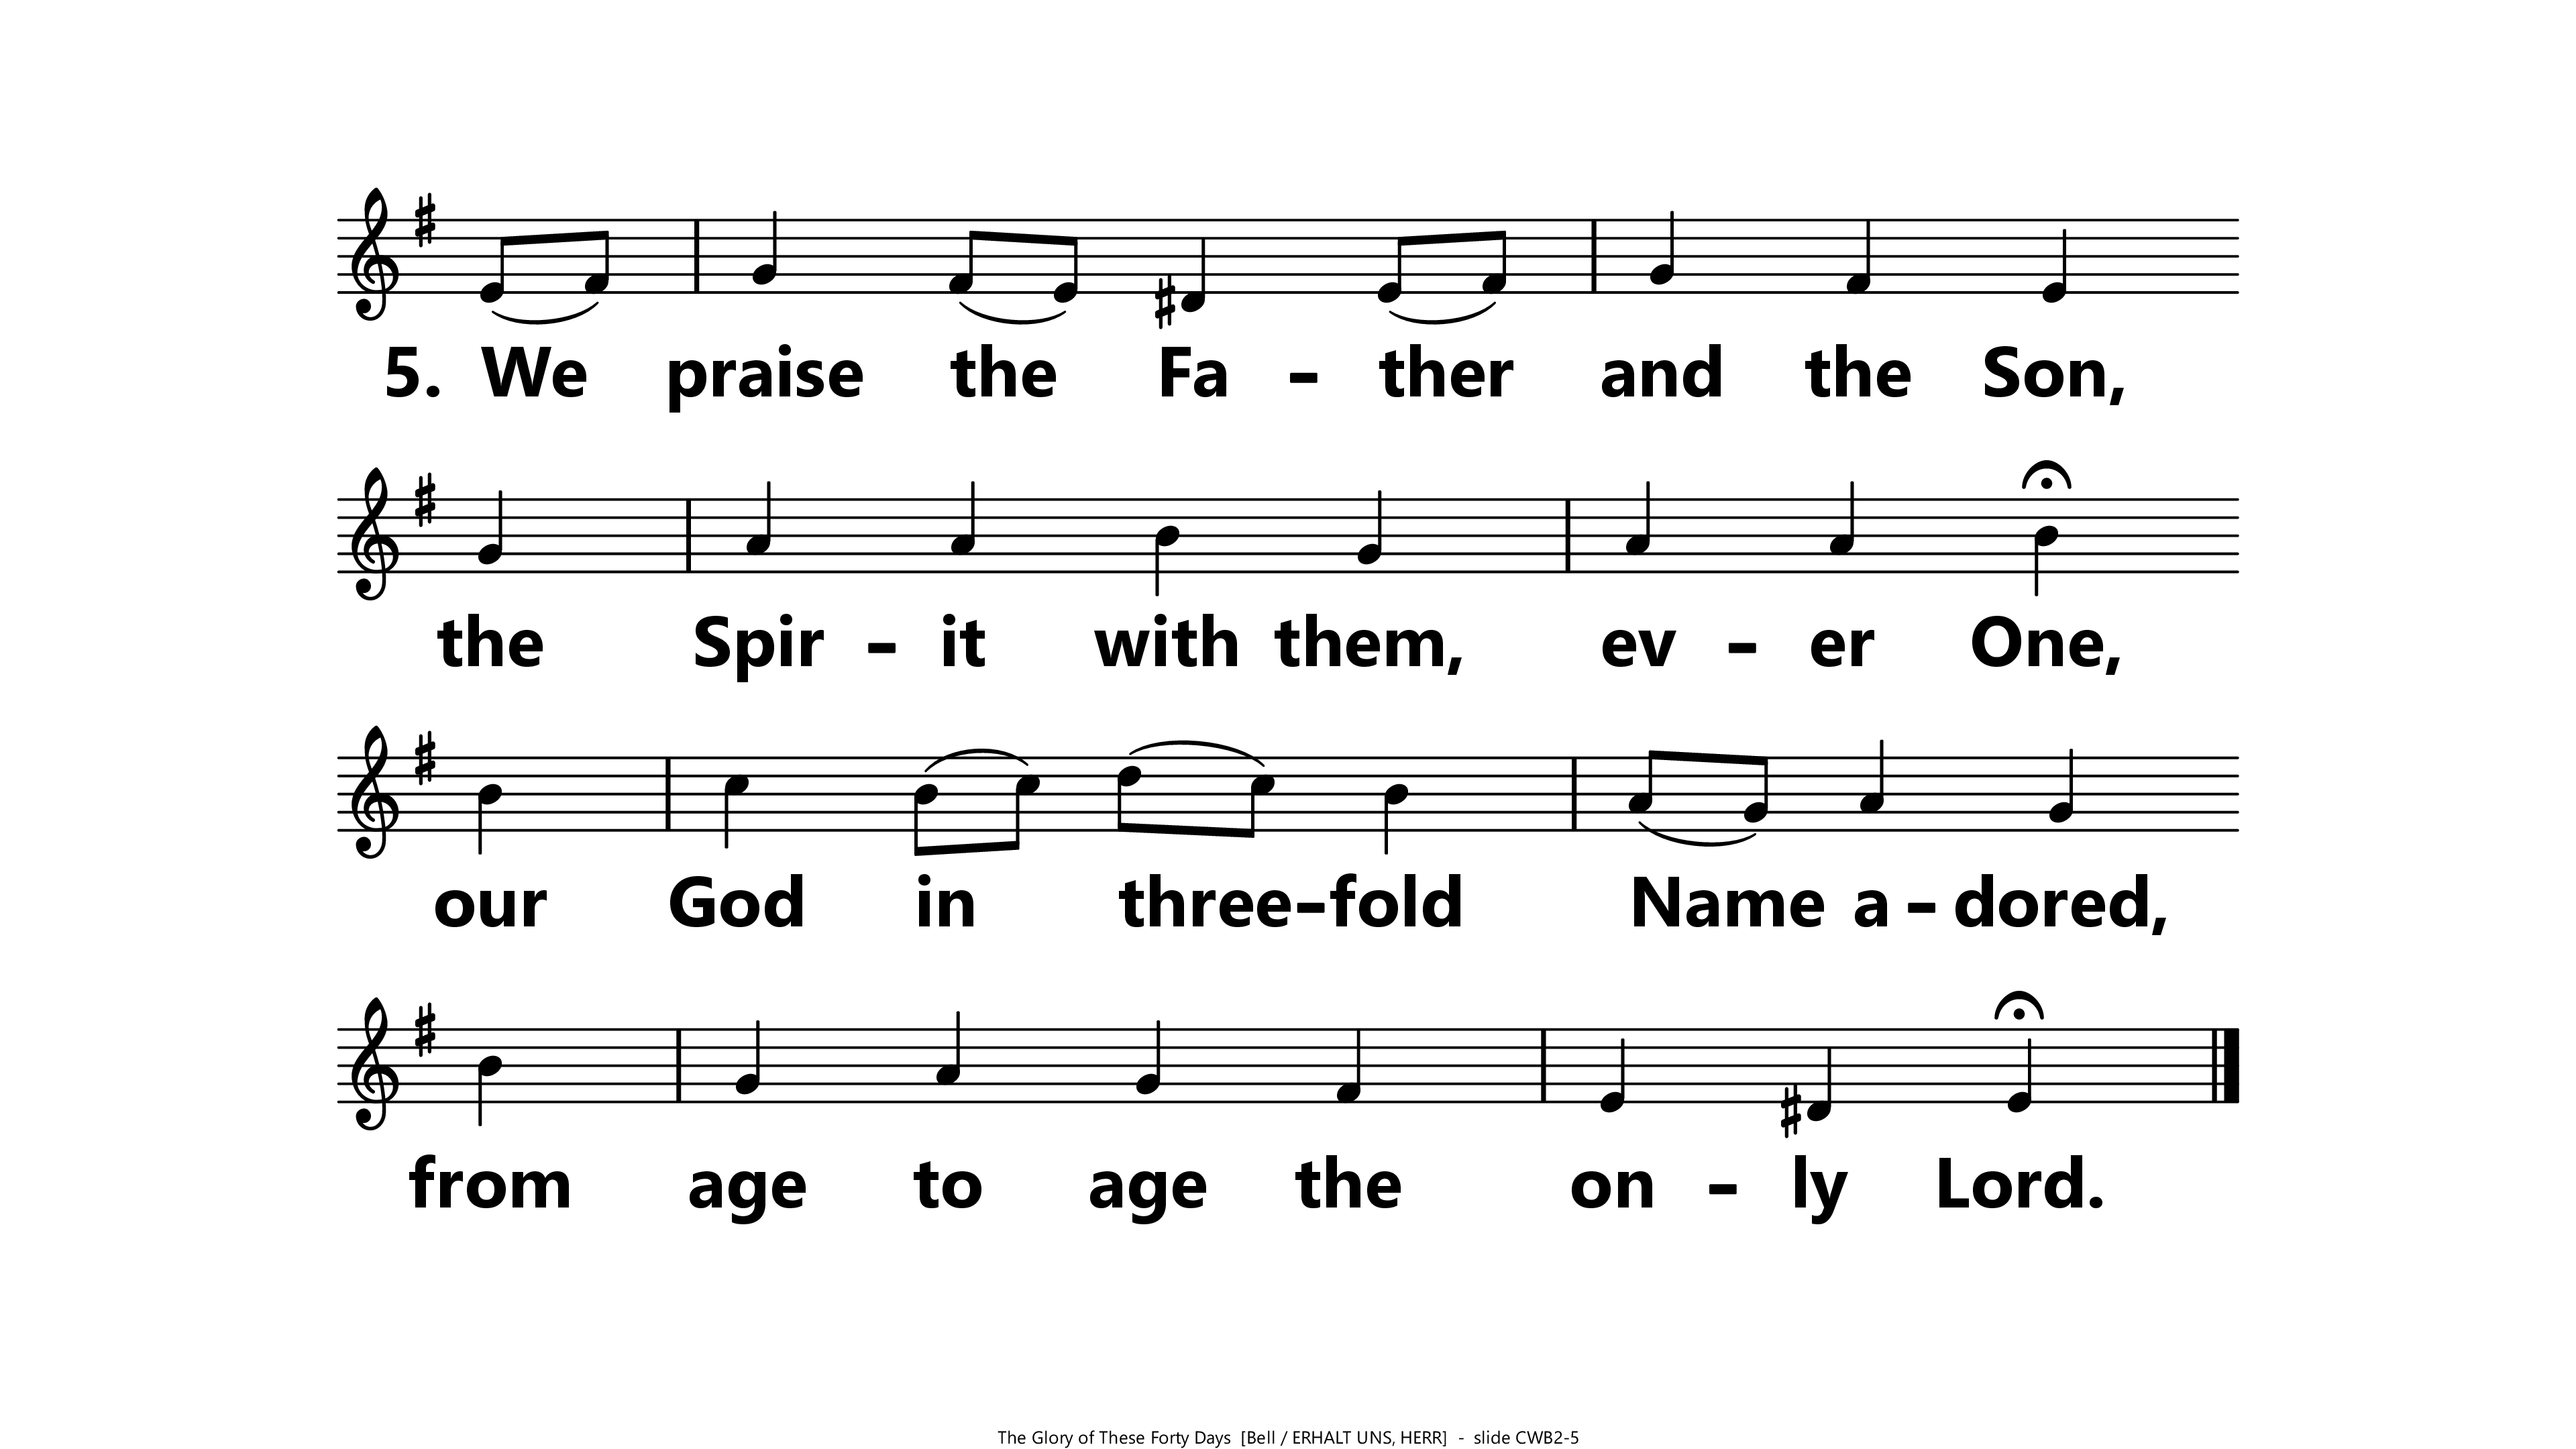 5. We praise the Fa - ther and the Son,
the Spir - it with them, ev - er One,
our God in three-fold Name a - dored,
from age to age the on - ly Lord.
The Glory of These Forty Days [Bell / ERHALT UNS, HERR] - slide CWB2-5